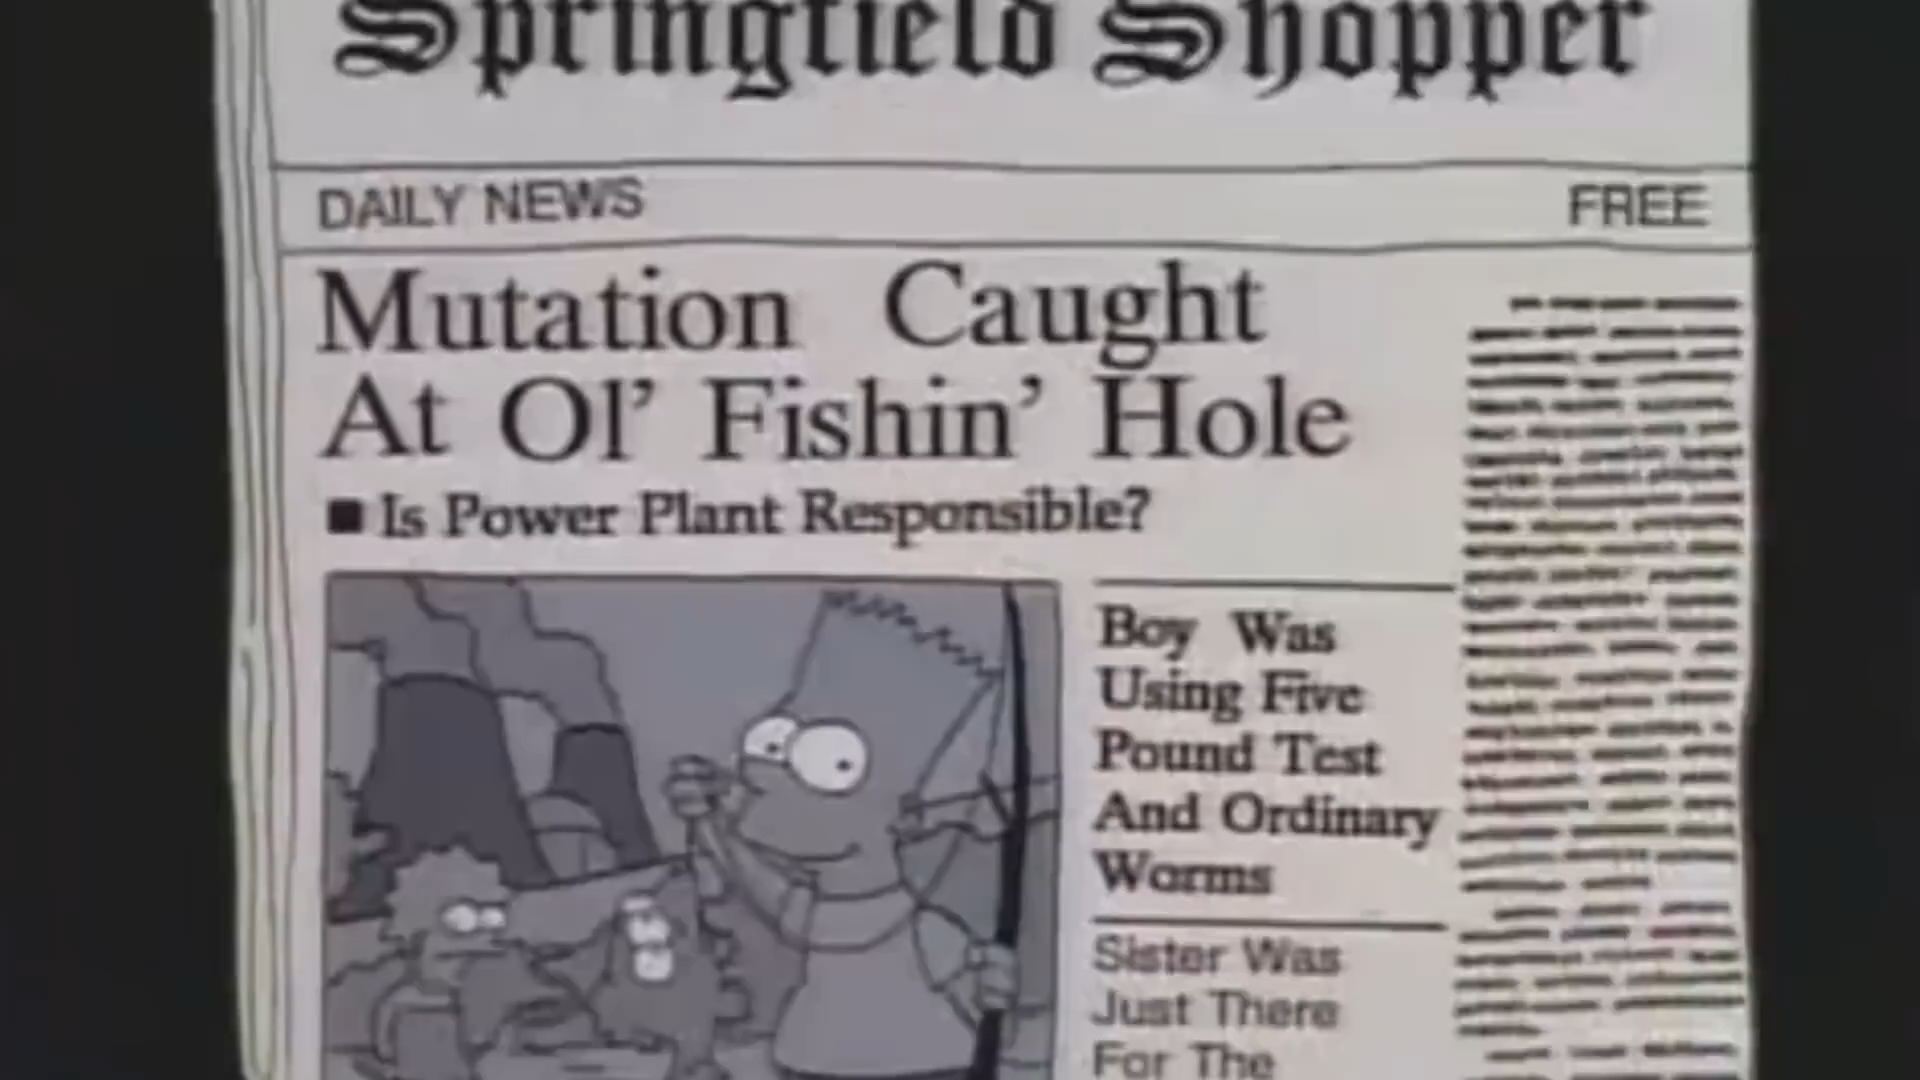 Springfield Shopper
DAILY NEWS FREE
Mutation Caught
At Ol' Fishin' Hole
■ Is Power Plant Responsible?
Boy Was
Using Five
Pound Test
And Ordinary
Worms
Sister Was
Just There
For The